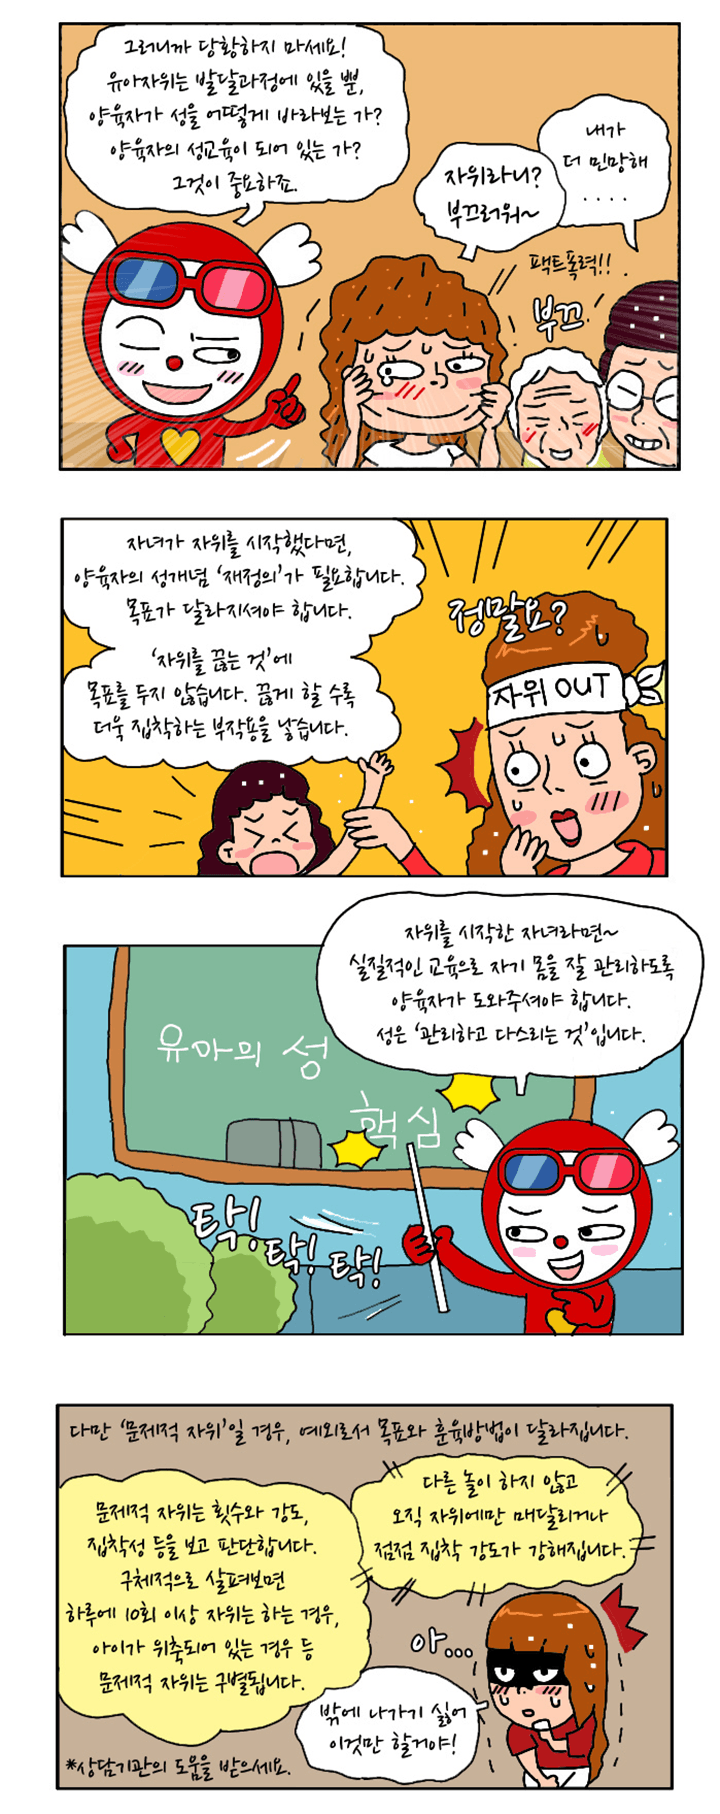 그러니까 당황하지 마세요!
유아자위는 발달과정에 있을 뿐,
양육자가 성을 어떻게 바라보는 가?
양육자의 성교육이 되어 있는 가?
그것이 중요하죠.
자위라니?
부끄러워~
내가
더 민망해
....
팩트폭력!!
부끄
자녀가 자위를 시작했다면,
양육자의 성개념 '재정의'가 필요합니다.
목표가 달라지셔야 합니다.
'자위를 끊는 것'에
목표를 두지 않습니다. 끊게 할 수록
더욱 집착하는 부작용을 낳습니다.
정말요?
자위 OUT
자위를 시작한 자녀라면~
실질적인 교육으로 자기 몸을 잘 관리하도록
양육자가 도와주셔야 합니다.
성은 '관리하고 다스리는 것'입니다.
유아의 성
핵심
탁!
탁!
탁!
다만 '문제적 자위'일 경우, 예외로서 목표와 훈육방법이 달라집니다.
다른 놀이 하지 않고
오직 자위에만 매달리거나
점점 집착 강도가 강해집니다.
문제적 자위는 횟수와 강도,
집착성 등을 보고 판단합니다.
구체적으로 살펴보면
하루에 10회 이상 자위는 하는 경우,
아이가 위축되어 있는 경우 등
문제적 자위는 구별됩니다.
아...
밖에 나가기 싫어
이것만 할거야!
*상담기관의 도움을 받으세요.